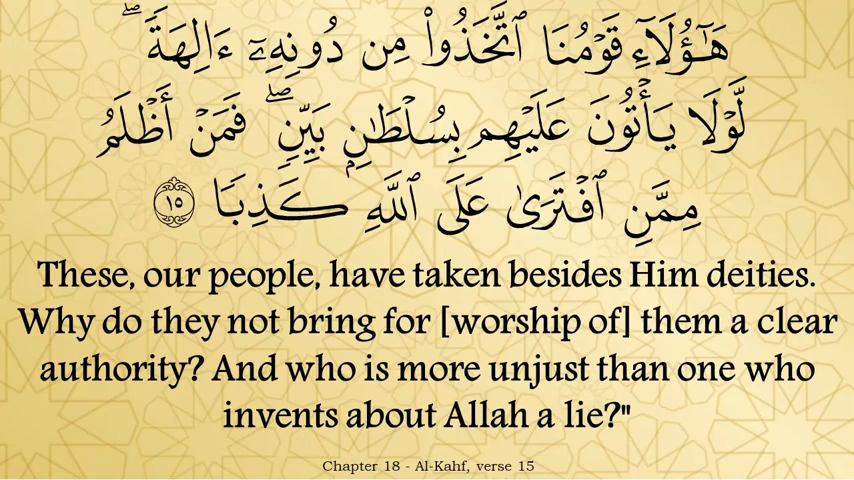 هَـٰٓؤُلَآءِ قَوْمُنَا ٱتَّخَذُوا۟ مِن دُونِهِۦٓ ءَالِهَةً ۖ
لَّوْلَا يَأْتُونَ عَلَيْهِم بِسُلْطَـٰنٍۭ بَيِّنٍ ۖ فَمَنْ أَظْلَمُ
مِمَّنِ ٱفْتَرَىٰ عَلَى ٱللَّهِ كَذِبًا ١٥
These, our people, have taken besides Him deities.
Why do they not bring for [worship of] them a clear
authority? And who is more unjust than one who
invents about Allah a lie?"
Chapter 18 - Al-Kahf, verse 15